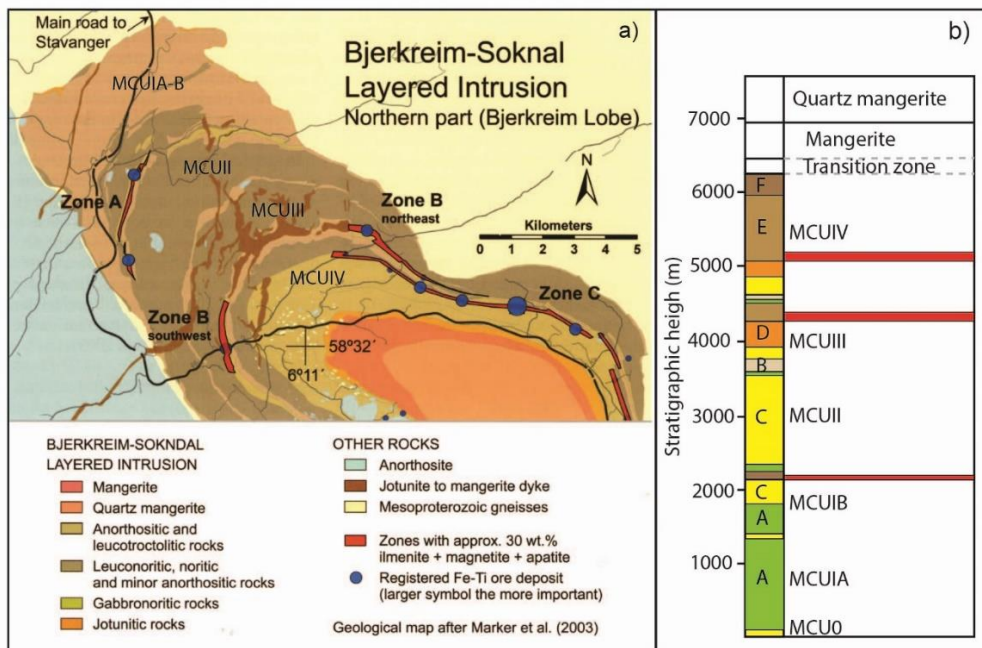 Main road to
Stavanger
a)
Bjerkreim-Soknal
Layered Intrusion
Northern part (Bjerkreim Lobe)
MCUIA-B
MCUII
MCUIII
MCUIV
Zone A
Zone B
northeast
N
Kilometers
0 1 2 3 4 5
Zone C
Zone B
southwest
58º32´
6º11´
BJERKREIM-SOKNDAL
LAYERED INTRUSION
Mangerite
Quartz mangerite
Anorthositic and
leucotroctolitic rocks
Leuconoritic, noritic
and minor anorthositic rocks
Gabbronoritic rocks
Jotunitic rocks
OTHER ROCKS
Anorthosite
Jotunite to mangerite dyke
Mesoproterozoic gneisses
Zones with approx. 30 wt.%
ilmenite + magnetite + apatite
Registered Fe-Ti ore deposit
(larger symbol the more important)
Geological map after Marker et al. (2003)
b)
Stratigraphic heigh (m)
7000
6000
5000
4000
3000
2000
1000
Quartz mangerite
Mangerite
Transition zone
F
E
MCUIV
D
MCUIII
B
C
MCUII
C
MCUIB
A
A
MCUIA
MCU0